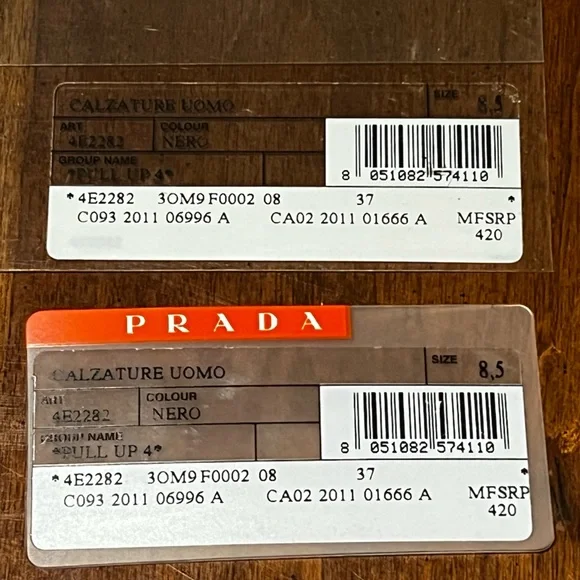 CALZATURE UOMO
SIZE
8,5
ART
4E2282
COLOUR
NERO
GROUP NAME
*PULL UP 4*
8 051082 574110
*4E2282 3OM9 F0002 08 37 *
C093 2011 06996 A CA02 2011 01666 A MFSRP
420
PRADA
CALZATURE UOMO
SIZE
8,5
ART
4E2282
COLOUR
NERO
GROUP NAME
*PULL UP 4*
8 051082 574110
*4E2282 3OM9 F0002 08 37 *
C093 2011 06996 A CA02 2011 01666 A MFSRP
420